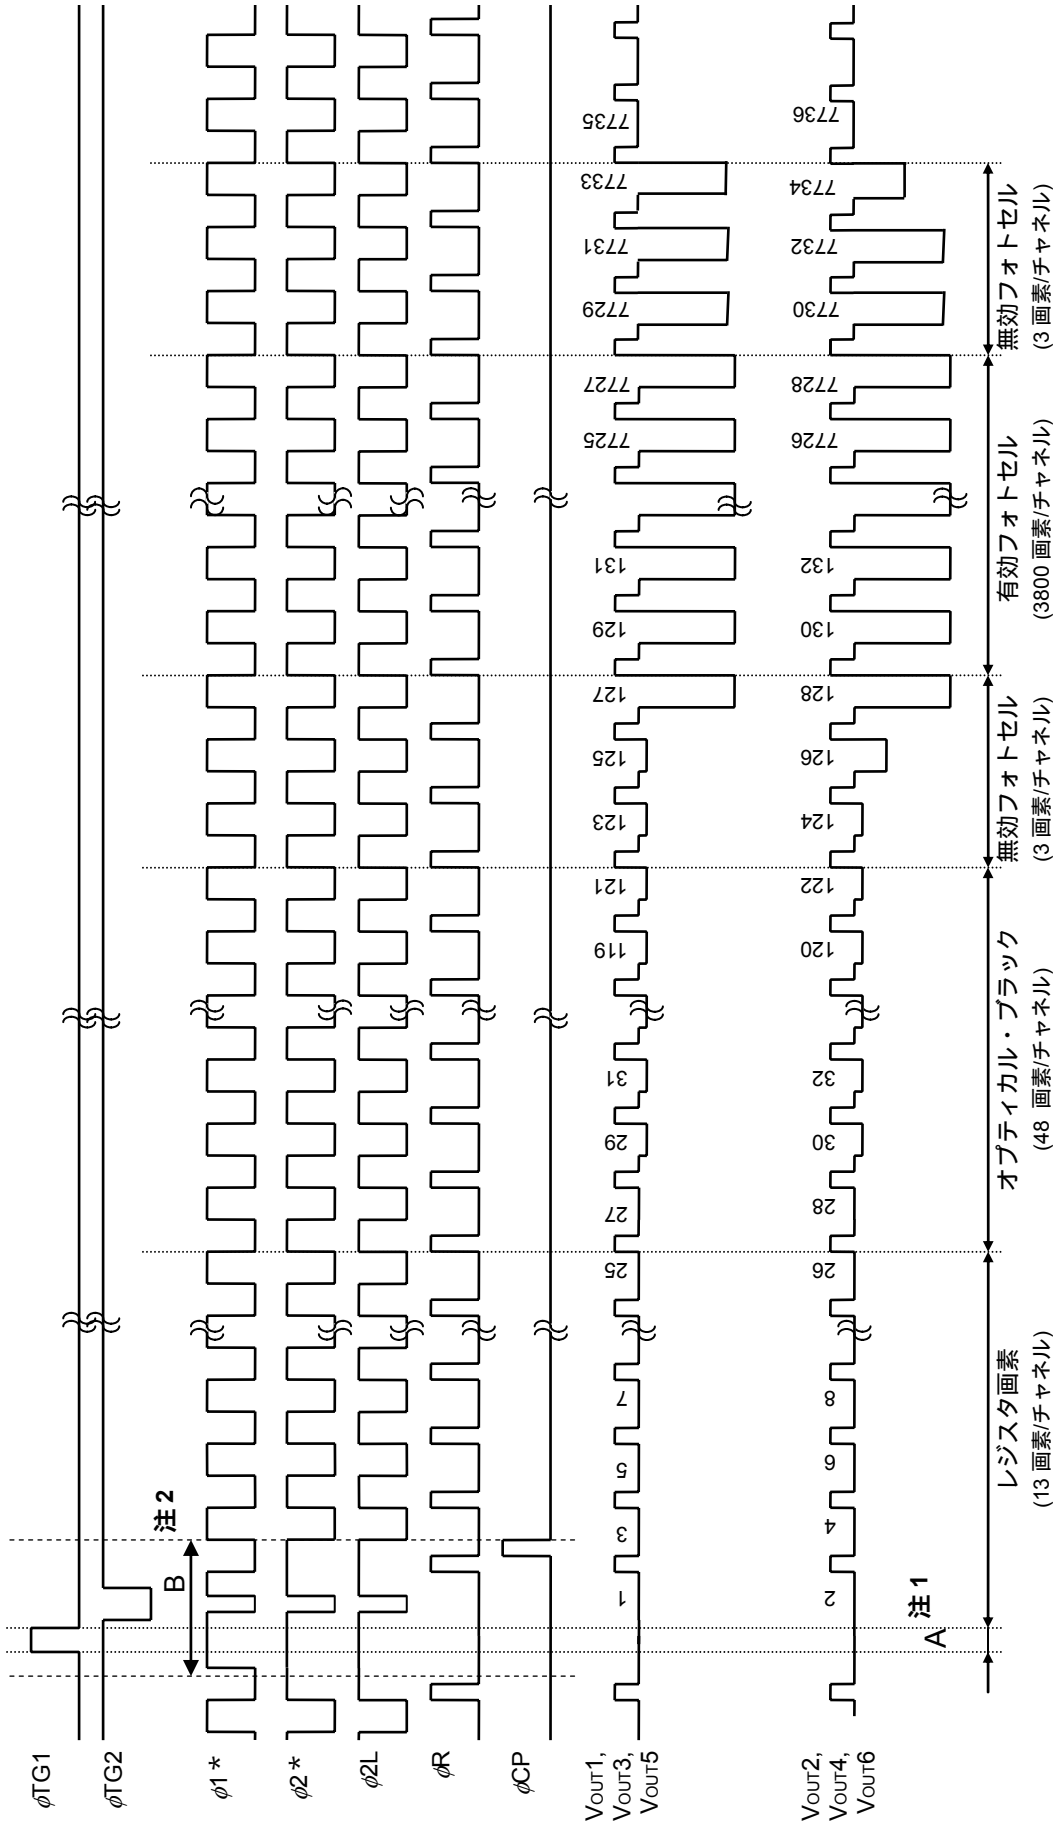 φTG1
φTG2
φ1*
φ2*
φ2L
φR
φCP
VOUT1,
VOUT3,
VOUT5
VOUT2,
VOUT4,
VOUT6
B
注 2
A
注 1
1 3 5 7 25 27 29 31 119 121 123 125 127 129 131 7725 7727 7729 7731 7733 7735
2 4 6 8 26 28 30 32 120 122 124 126 128 130 132 7726 7728 7730 7732 7734 7736
レジスタ画素
(13 画素/チャネル)
オプティカル・ブラック
(48 画素/チャネル)
無効フォトセル
(3 画素/チャネル)
有効フォトセル
(3800 画素/チャネル)
無効フォトセル
(3 画素/チャネル)